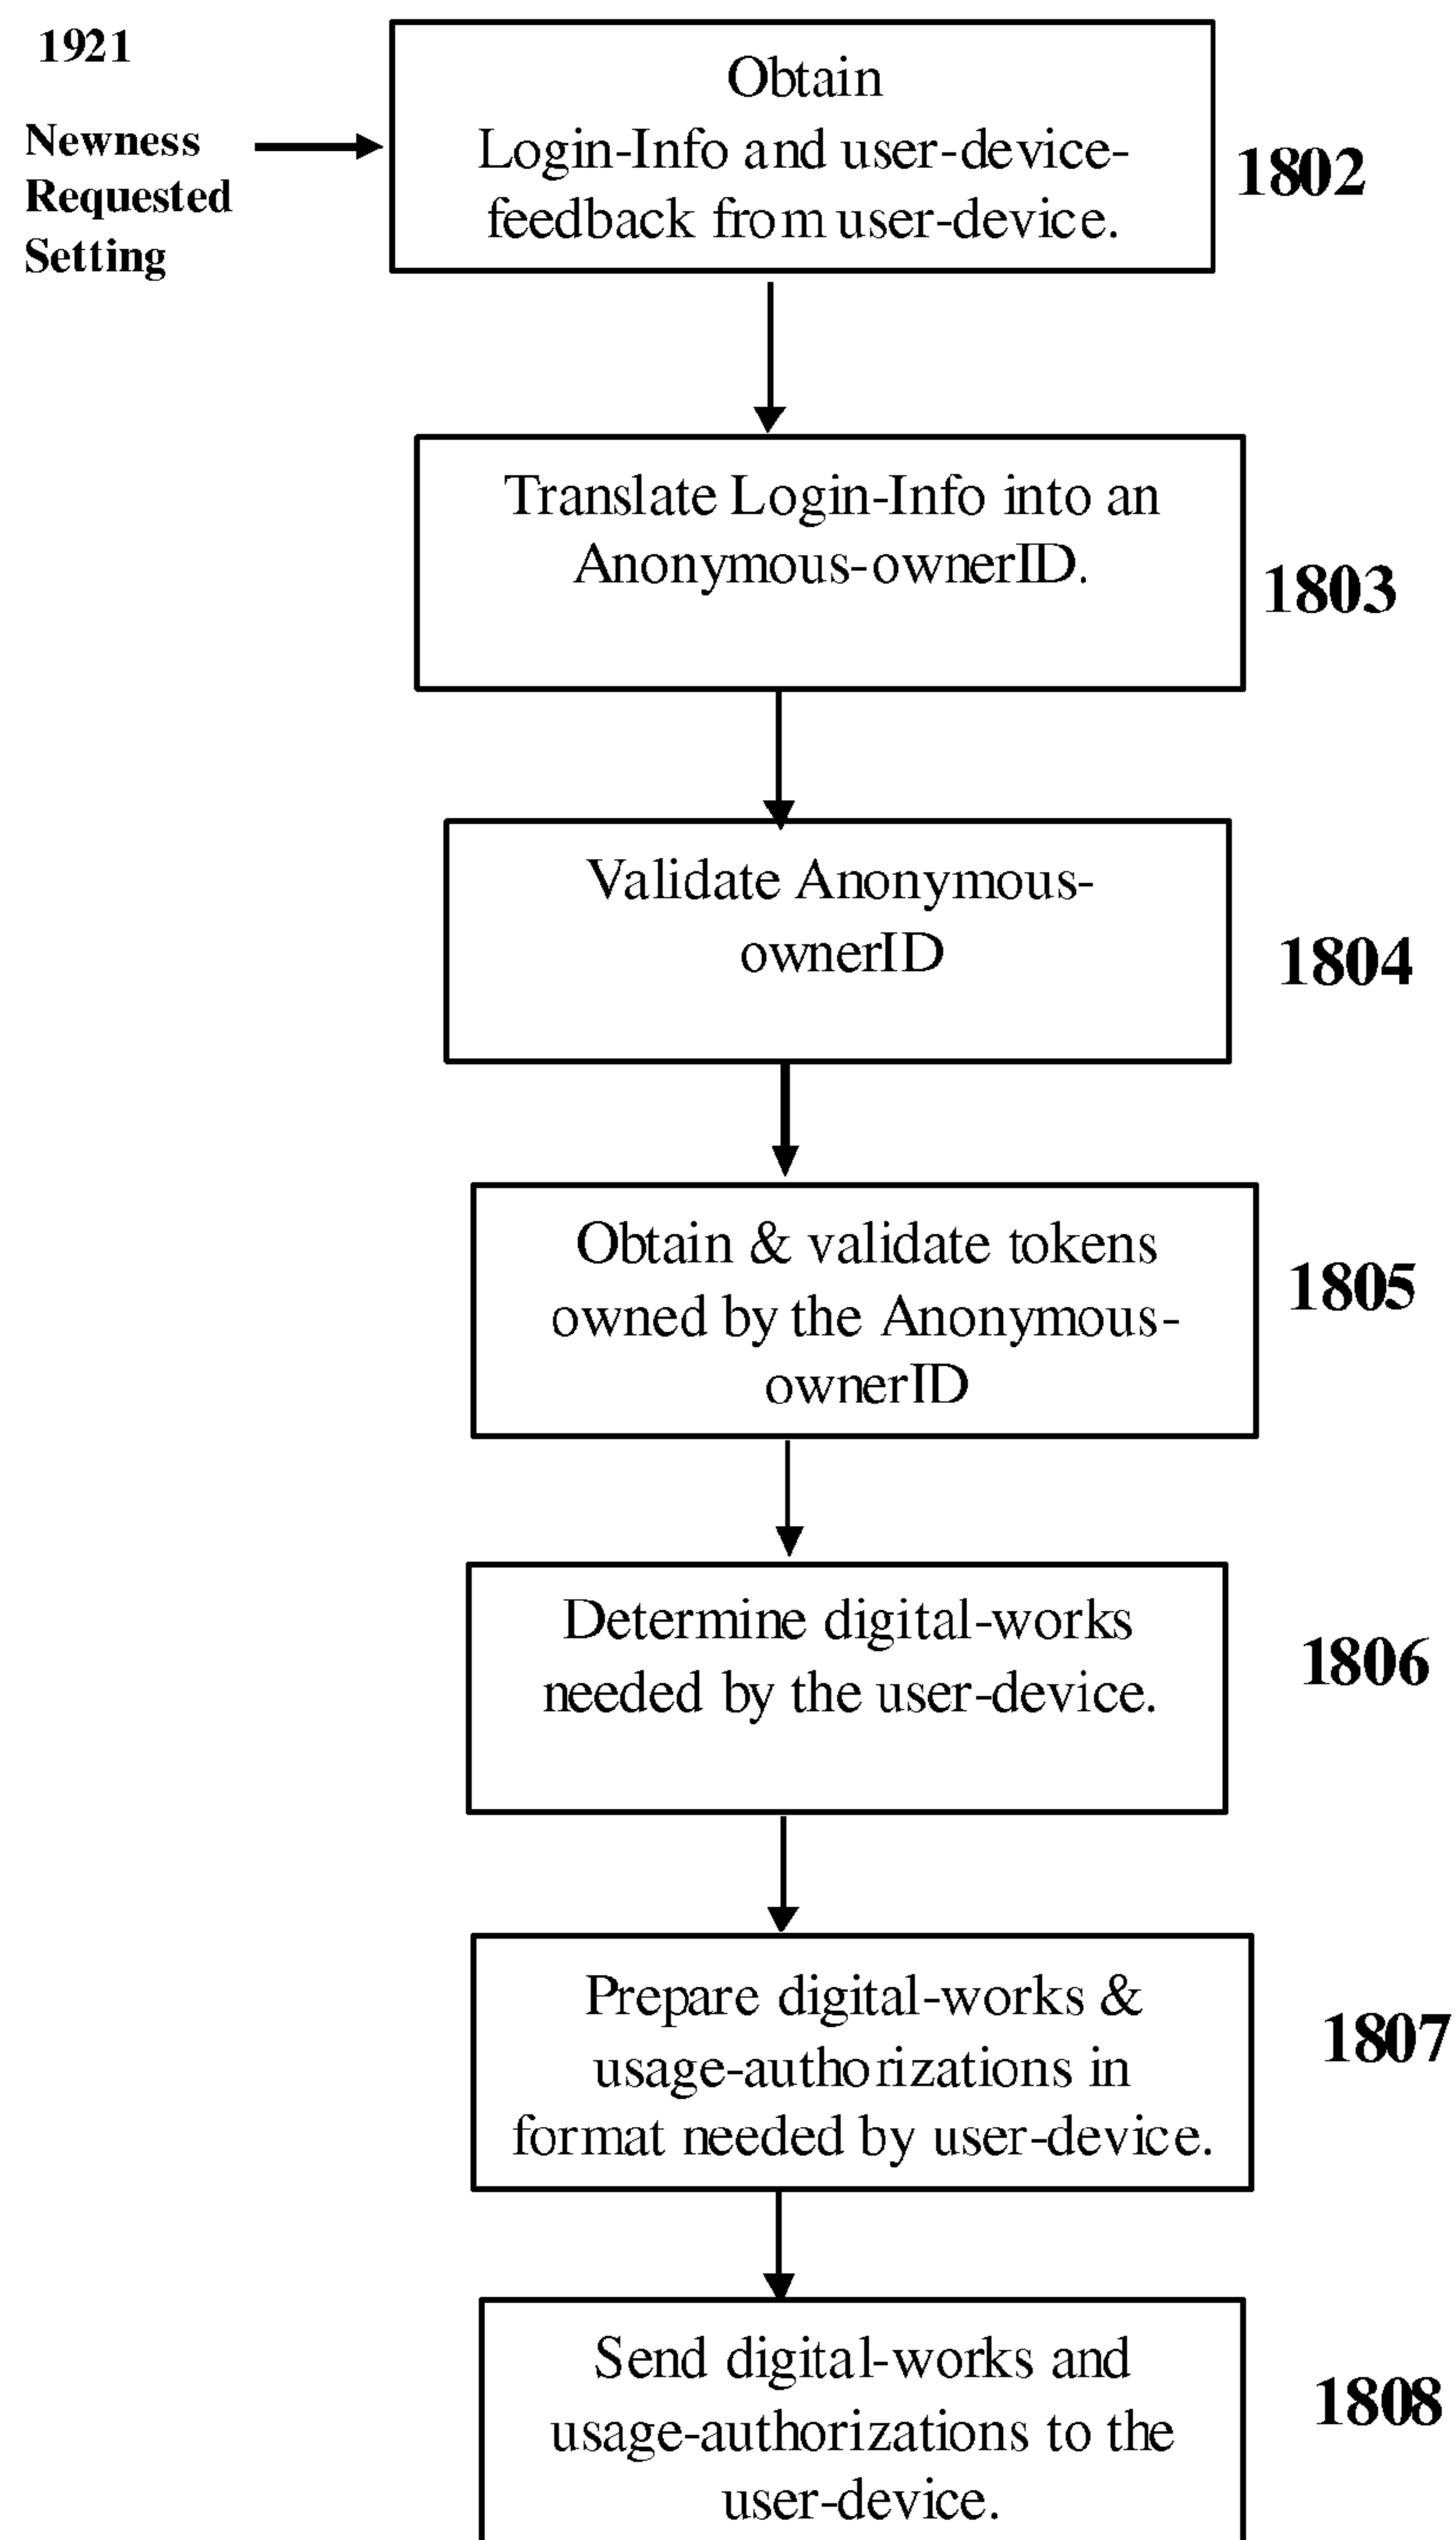 1921
Newness
Requested
Setting
Obtain
Login-Info and user-device-
feedback from user-device.
1802
Translate Login-Info into an
Anonymous-ownerID.
1803
Validate Anonymous-
ownerID
1804
Obtain & validate tokens
owned by the Anonymous-
ownerID
1805
Determine digital-works
needed by the user-device.
1806
Prepare digital-works &
usage-authorizations in
format needed by user-device.
1807
Send digital-works and
usage-authorizations to the
user-device.
1808